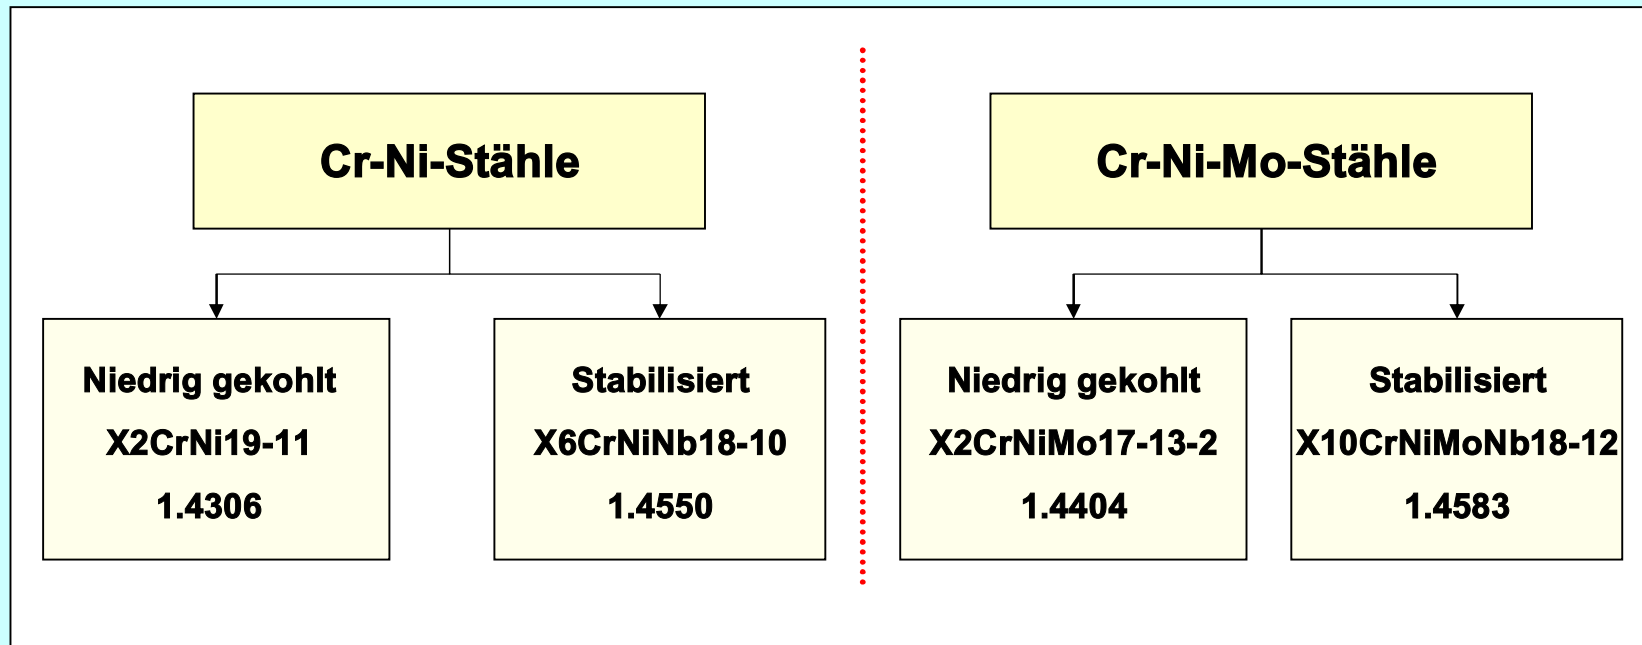 Cr-Ni-Stähle
Niedrig gekohlt
X2CrNi19-11
1.4306
Stabilisiert
X6CrNiNb18-10
1.4550
Cr-Ni-Mo-Stähle
Niedrig gekohlt
X2CrNiMo17-13-2
1.4404
Stabilisiert
X10CrNiMoNb18-12
1.4583